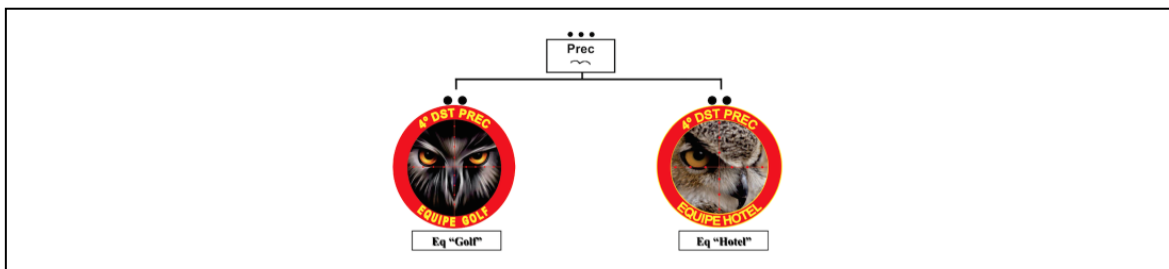 Prec
4º DST PREC
EQUIPE GOLF
Eq “Golf”
4º DST PREC
EQUIPE HOTEL
Eq “Hotel”